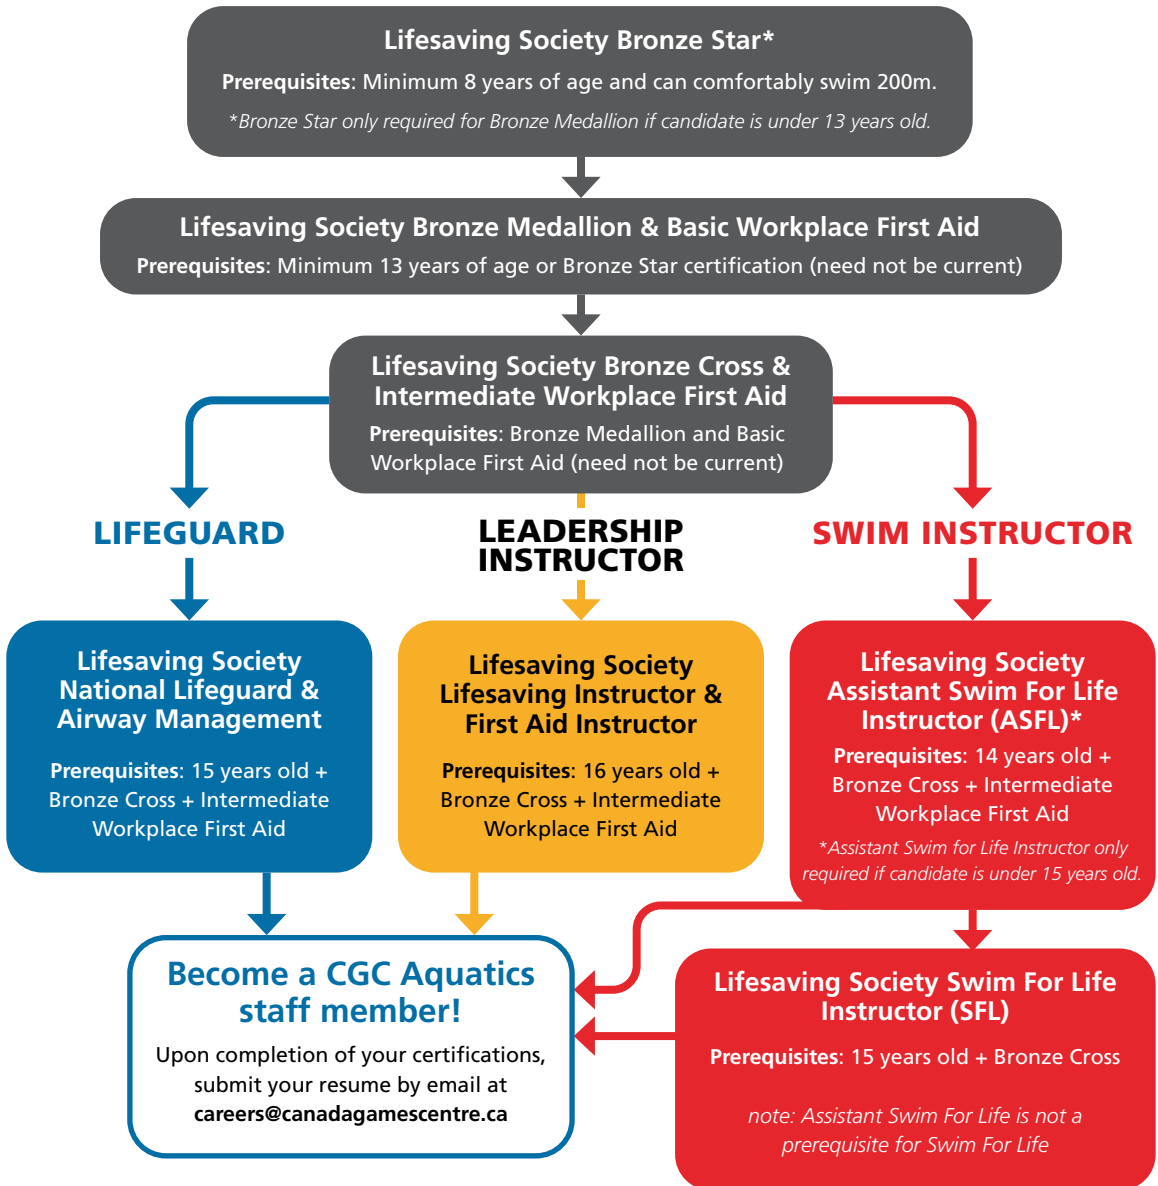 Lifesaving Society Bronze Star*
Prerequisites: Minimum 8 years of age and can comfortably swim 200m.
*Bronze Star only required for Bronze Medallion if candidate is under 13 years old.
Lifesaving Society Bronze Medallion & Basic Workplace First Aid
Prerequisites: Minimum 13 years of age or Bronze Star certification (need not be current)
Lifesaving Society Bronze Cross &
Intermediate Workplace First Aid
Prerequisites: Bronze Medallion and Basic
Workplace First Aid (need not be current)
LIFEGUARD
LEADERSHIP
INSTRUCTOR
SWIM INSTRUCTOR
Lifesaving Society
National Lifeguard &
Airway Management
Prerequisites: 15 years old +
Bronze Cross + Intermediate
Workplace First Aid
Lifesaving Society
Lifesaving Instructor &
First Aid Instructor
Prerequisites: 16 years old +
Bronze Cross + Intermediate
Workplace First Aid
Lifesaving Society
Assistant Swim For Life
Instructor (ASFL)*
Prerequisites: 14 years old +
Bronze Cross + Intermediate
Workplace First Aid
*Assistant Swim for Life Instructor only
required if candidate is under 15 years old.
Become a CGC Aquatics
staff member!
Upon completion of your certifications,
submit your resume by email at
careers@canadagamescentre.ca
Lifesaving Society Swim For Life
Instructor (SFL)
Prerequisites: 15 years old + Bronze Cross
note: Assistant Swim For Life is not a
prerequisite for Swim For Life